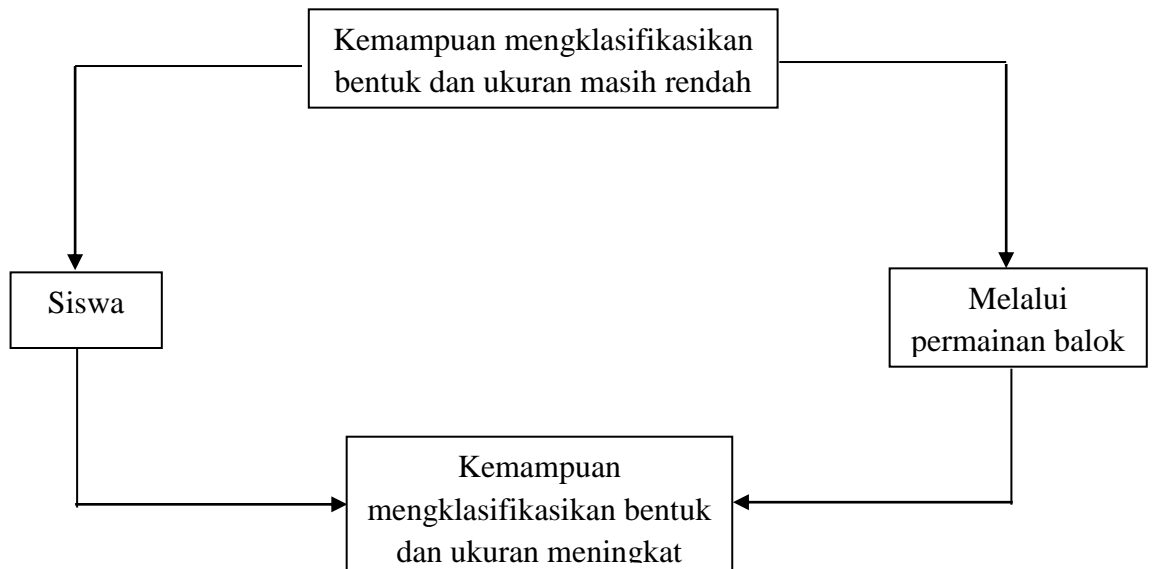 Kemampuan mengklasifikasikan
bentuk dan ukuran masih rendah
Siswa
Melalui
permainan balok
Kemampuan
mengklasifikasikan bentuk
dan ukuran meningkat